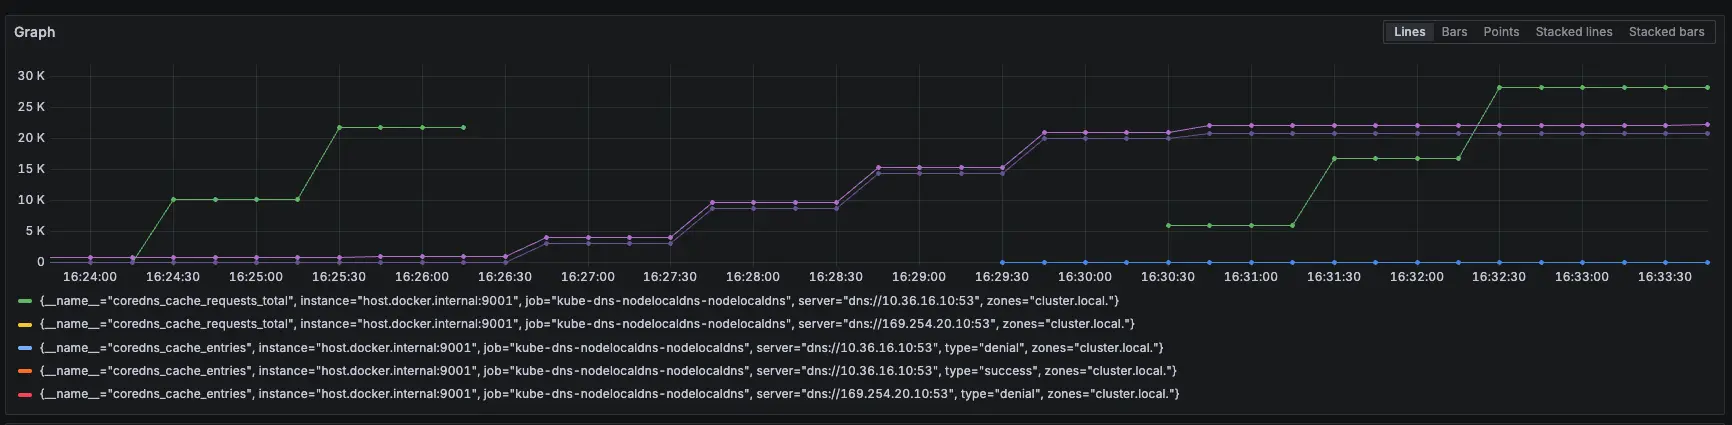 Graph
Lines Bars Points Stacked lines Stacked bars
30 K
25 K
20 K
15 K
10 K
5 K
0
16:24:00 16:24:30 16:25:00 16:25:30 16:26:00 16:26:30 16:27:00 16:27:30 16:28:00 16:28:30 16:29:00 16:29:30 16:30:00 16:30:30 16:31:00 16:31:30 16:32:00 16:32:30 16:33:00 16:33:30
{__name__="coredns_cache_requests_total", instance="host.docker.internal:9001", job="kube-dns-nodelocaldns-nodelocaldns", server="dns://10.36.16.10:53", zones="cluster.local."}
{__name__="coredns_cache_requests_total", instance="host.docker.internal:9001", job="kube-dns-nodelocaldns-nodelocaldns", server="dns://169.254.20.10:53", zones="cluster.local."}
{__name__="coredns_cache_entries", instance="host.docker.internal:9001", job="kube-dns-nodelocaldns-nodelocaldns", server="dns://10.36.16.10:53", type="denial", zones="cluster.local."}
{__name__="coredns_cache_entries", instance="host.docker.internal:9001", job="kube-dns-nodelocaldns-nodelocaldns", server="dns://10.36.16.10:53", type="success", zones="cluster.local."}
{__name__="coredns_cache_entries", instance="host.docker.internal:9001", job="kube-dns-nodelocaldns-nodelocaldns", server="dns://169.254.20.10:53", type="denial", zones="cluster.local."}